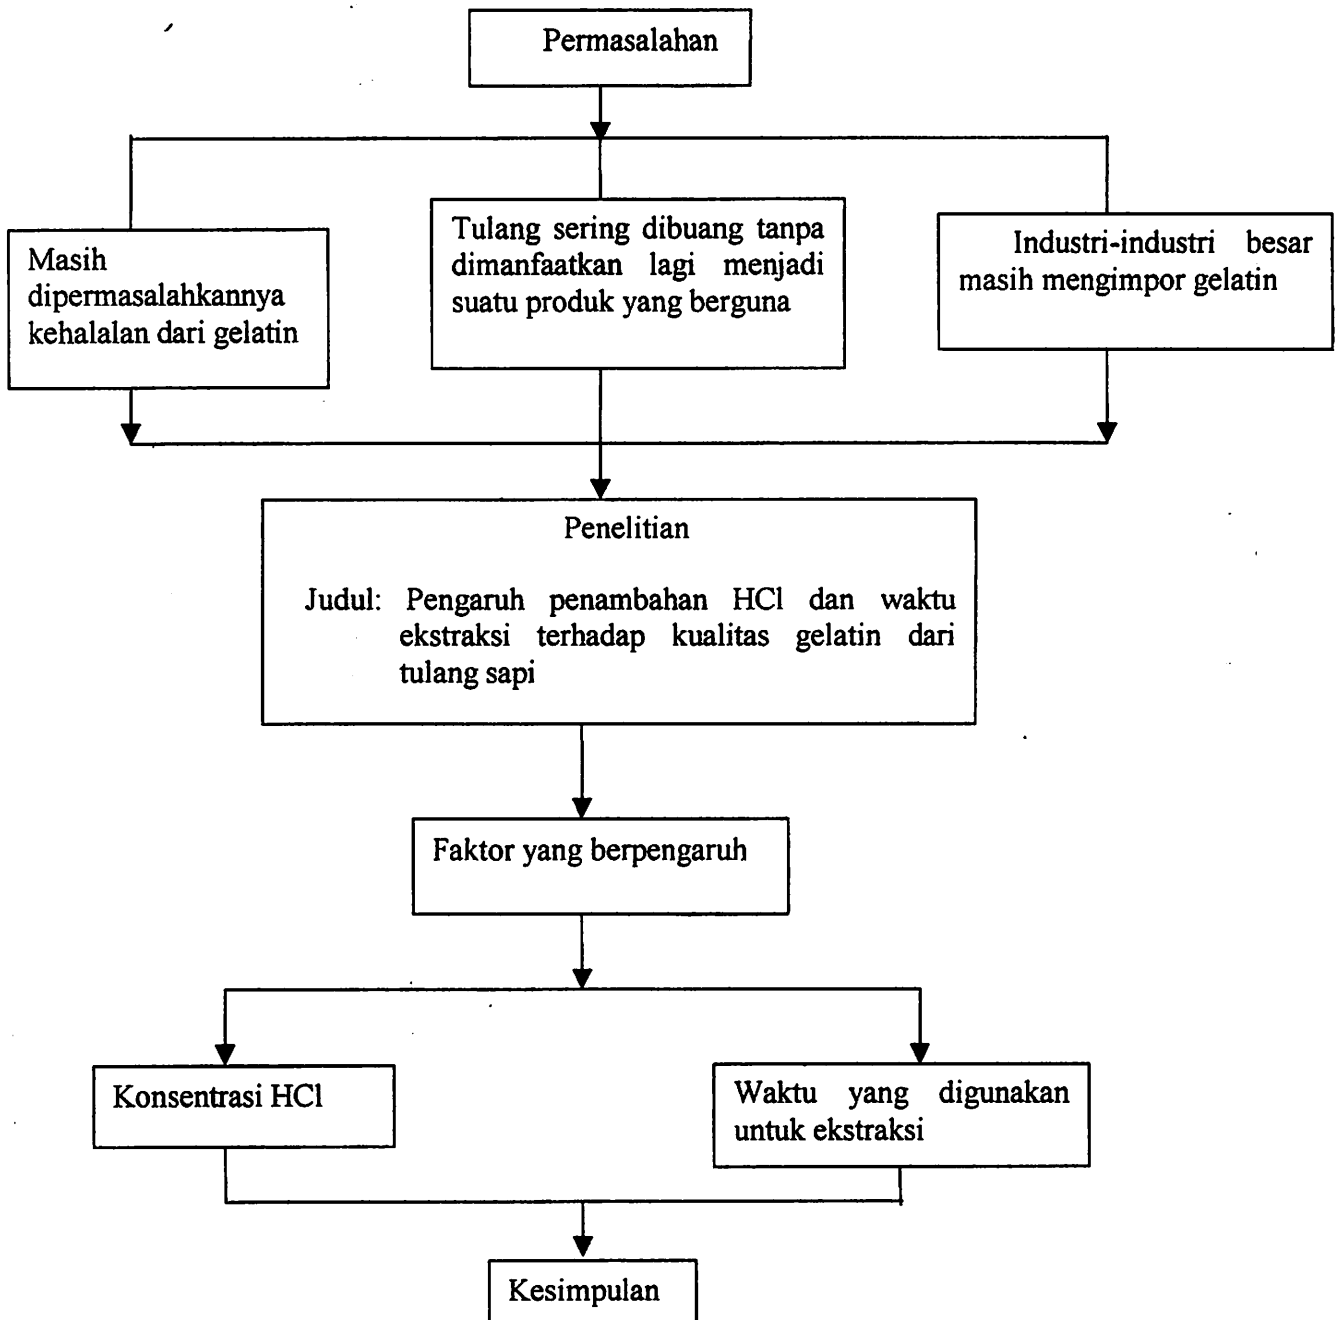 Permasalahan
Masih
dipermasalahkannya
kehalalan dari gelatin
Tulang sering dibuang tanpa
dimanfaatkan lagi menjadi
suatu produk yang berguna
Industri-industri besar
masih mengimpor gelatin
Penelitian
Judul: Pengaruh penambahan HCl dan waktu
ekstraksi terhadap kualitas gelatin dari
tulang sapi
Faktor yang berpengaruh
Konsentrasi HCl
Waktu yang digunakan
untuk ekstraksi
Kesimpulan